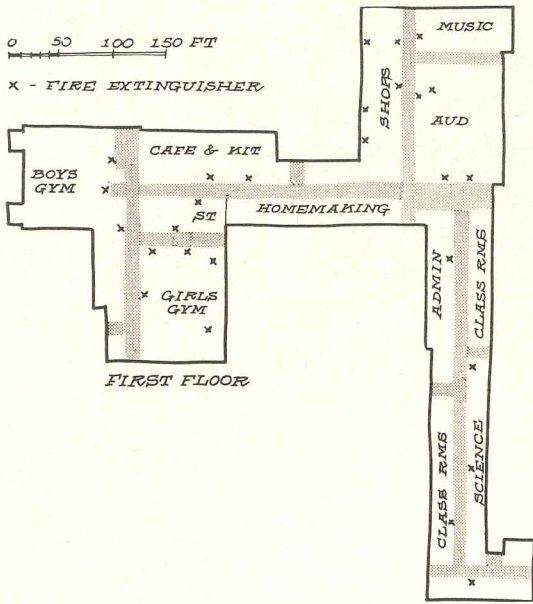 0 50 100 150 FT
x - FIRE EXTINGUISHER
MUSIC
SHOPS
AUD
CAFE & KIT
BOYS
GYM
ST
HOMEMAKING
ADMIN
CLASS RMS
GIRLS
GYM
FIRST FLOOR
CLASS RMS
SCIENCE